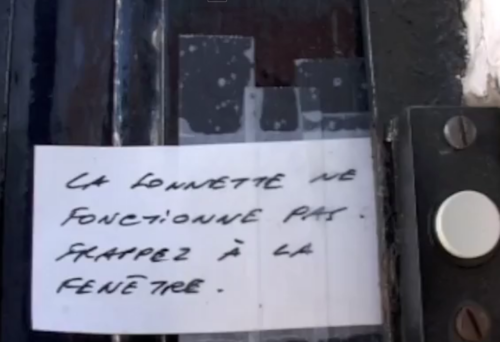 LA SONNETTE NE
FONCTIONNE PAS.
FRAPPEZ À LA
FENÊTRE.